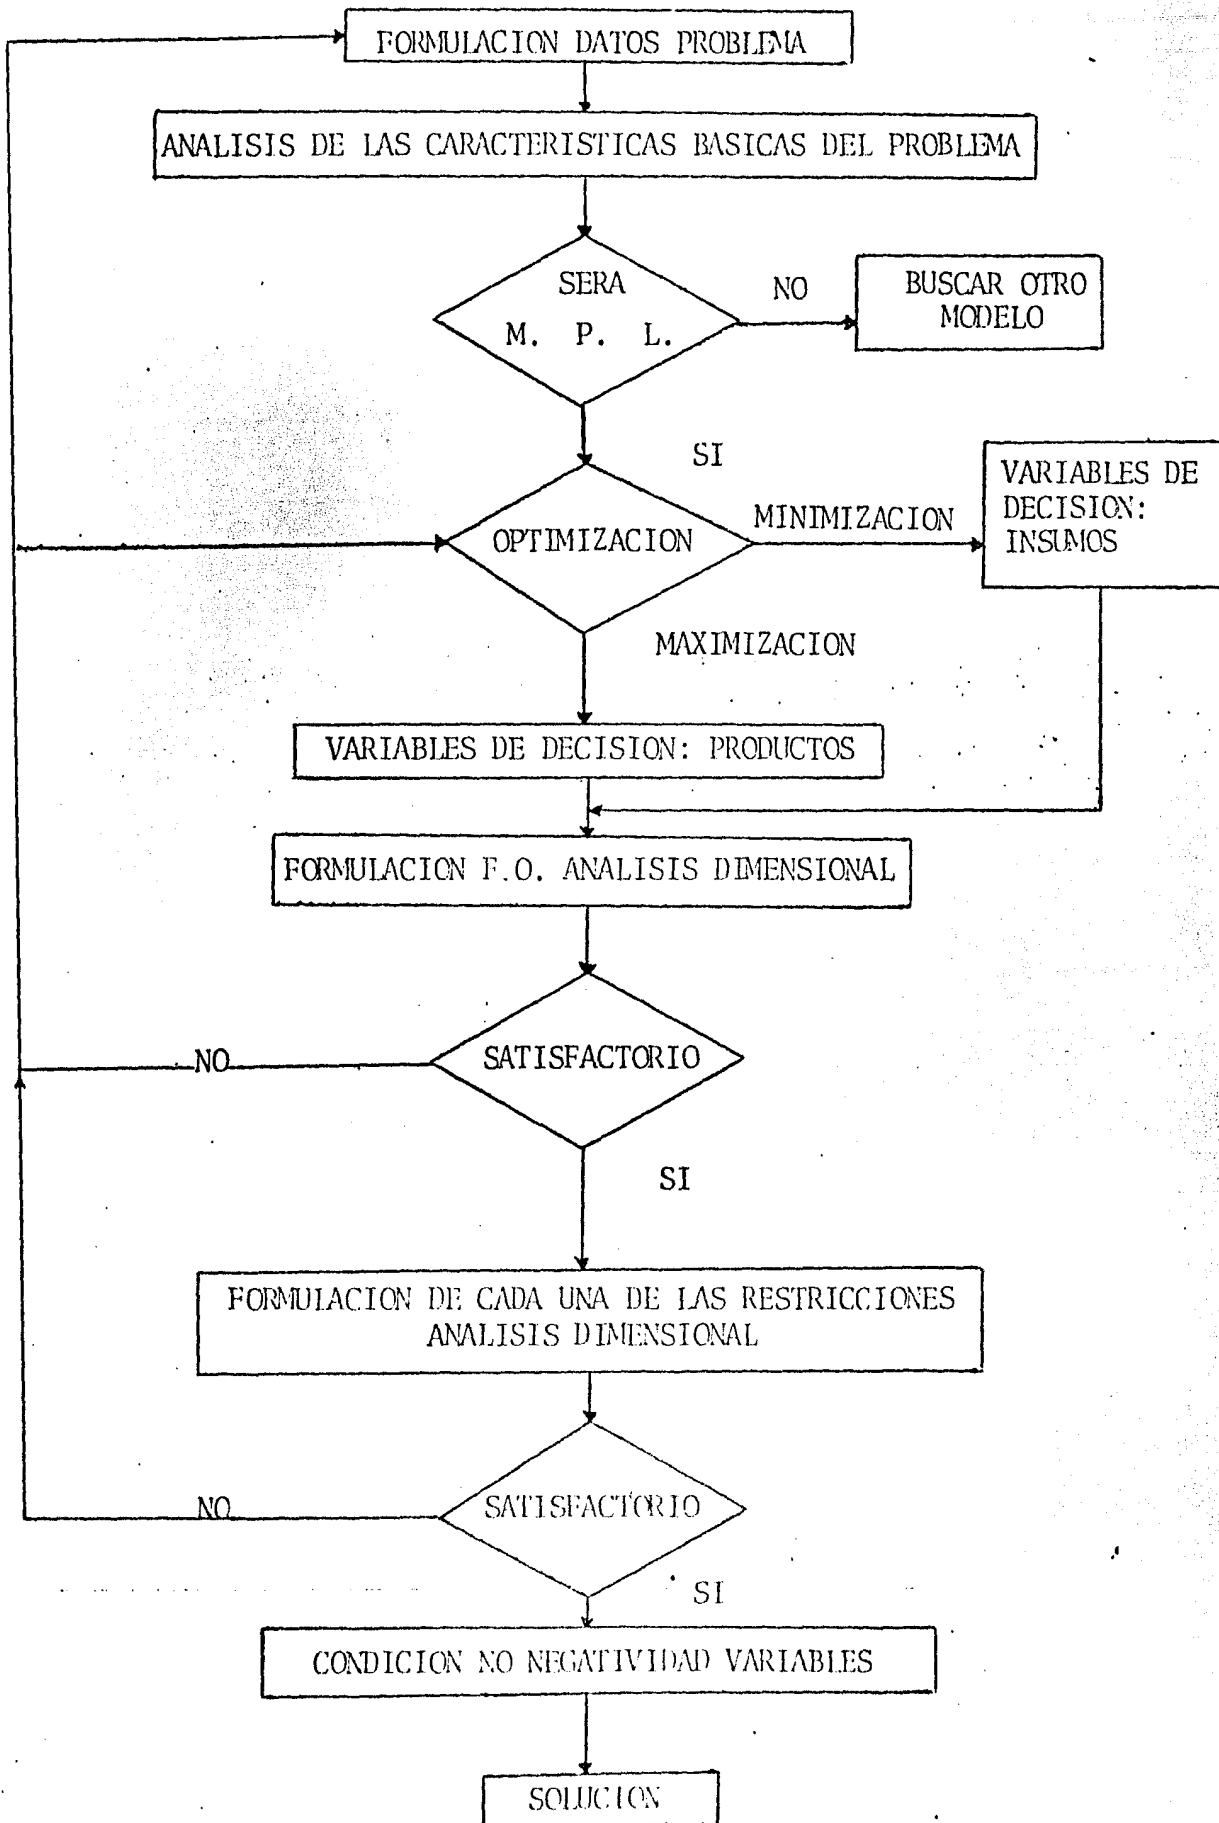 FORMULACION DATOS PROBLEMA
ANALISIS DE LAS CARACTERISTICAS BASICAS DEL PROBLEMA
SERA
M. P. L.
NO
BUSCAR OTRO
MODELO
SI
OPTIMIZACION
MINIMIZACION
VARIABLES DE
DECISION:
INSUMOS
MAXIMIZACION
VARIABLES DE DECISION: PRODUCTOS
FORMULACION F.O. ANALISIS DIMENSIONAL
SATISFACTORIO
NO
SI
FORMULACION DE CADA UNA DE LAS RESTRICCIONES
ANALISIS DIMENSIONAL
SATISFACTORIO
NO
SI
CONDICION NO NEGATIVIDAD VARIABLES
SOLUCION